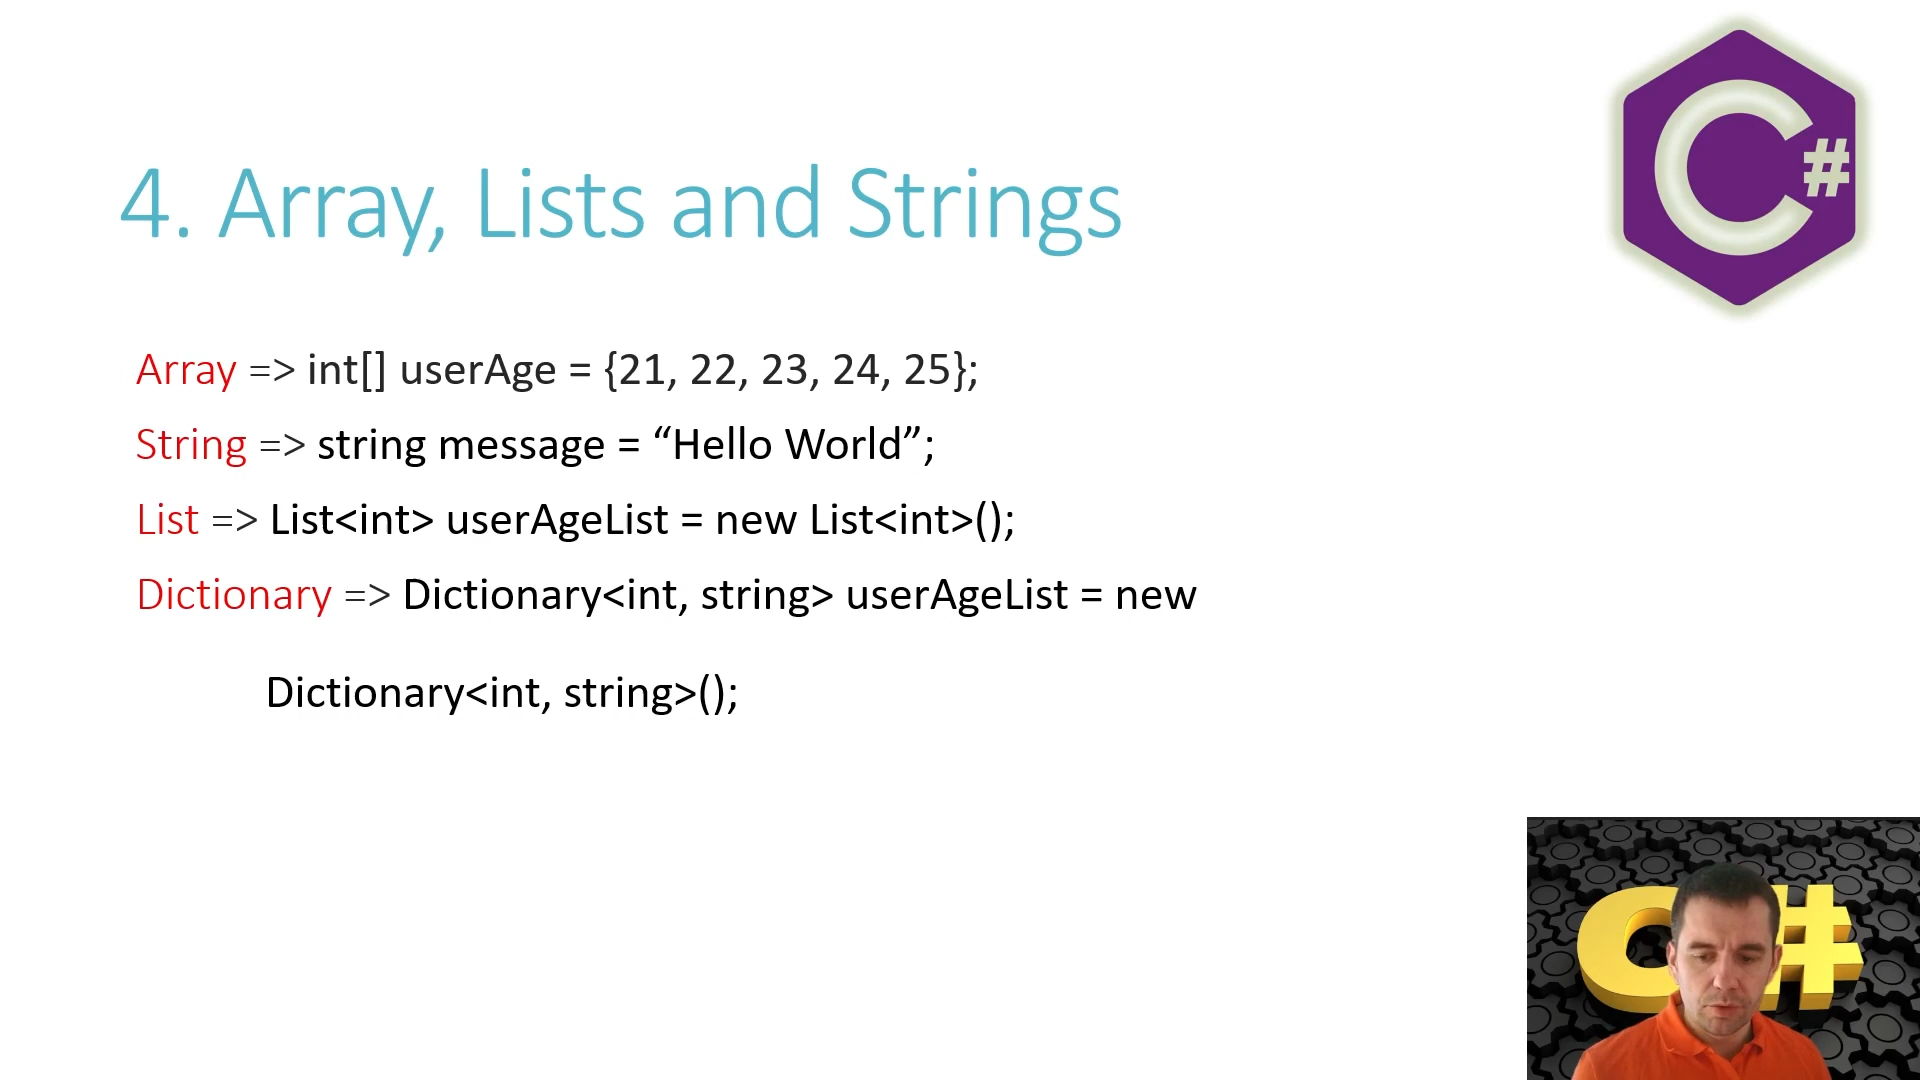 C#
4. Array, Lists and Strings
Array => int[] userAge = {21, 22, 23, 24, 25};
String => string message = “Hello World”;
List => List<int> userAgeList = new List<int>();
Dictionary => Dictionary<int, string> userAgeList = new
Dictionary<int, string>();
C#